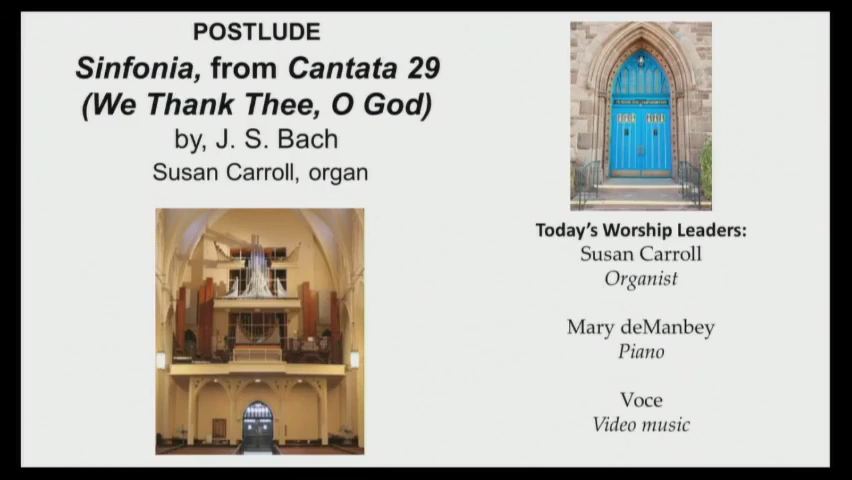 POSTLUDE
Sinfonia, from Cantata 29
(We Thank Thee, O God)
by, J. S. Bach
Susan Carroll, organ
Today's Worship Leaders:
Susan Carroll
Organist
Mary deManbey
Piano
Voce
Video music